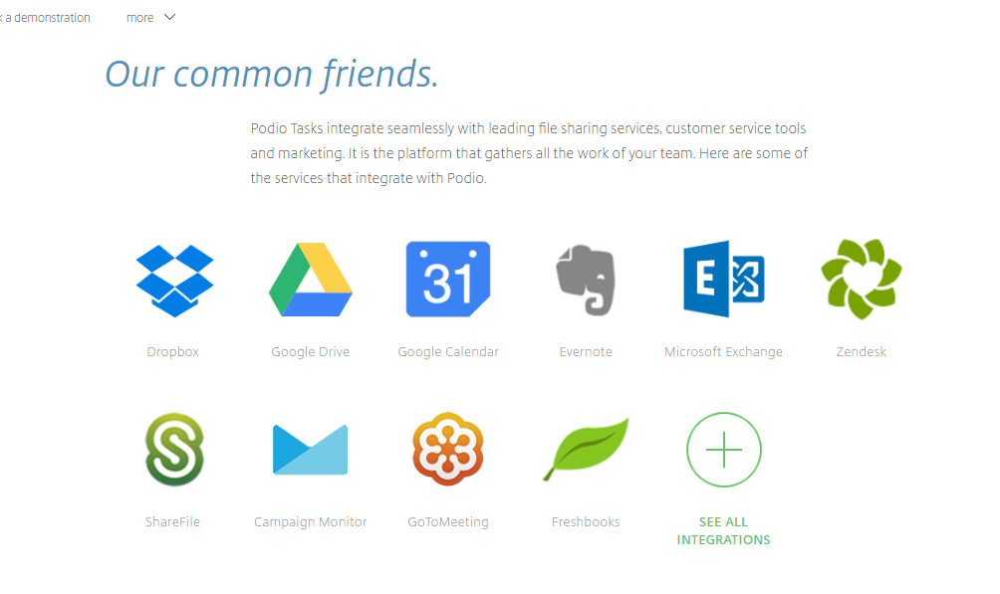 a demonstration more
Our common friends.
Podio Tasks integrate seamlessly with leading file sharing services, customer service tools
and marketing. It is the platform that gathers all the work of your team. Here are some of
the services that integrate with Podio.
31
E
Dropbox Google Drive Google Calendar Evernote Microsoft Exchange Zendesk
S
ShareFile Campaign Monitor GoToMeeting Freshbooks SEE ALL
INTEGRATIONS